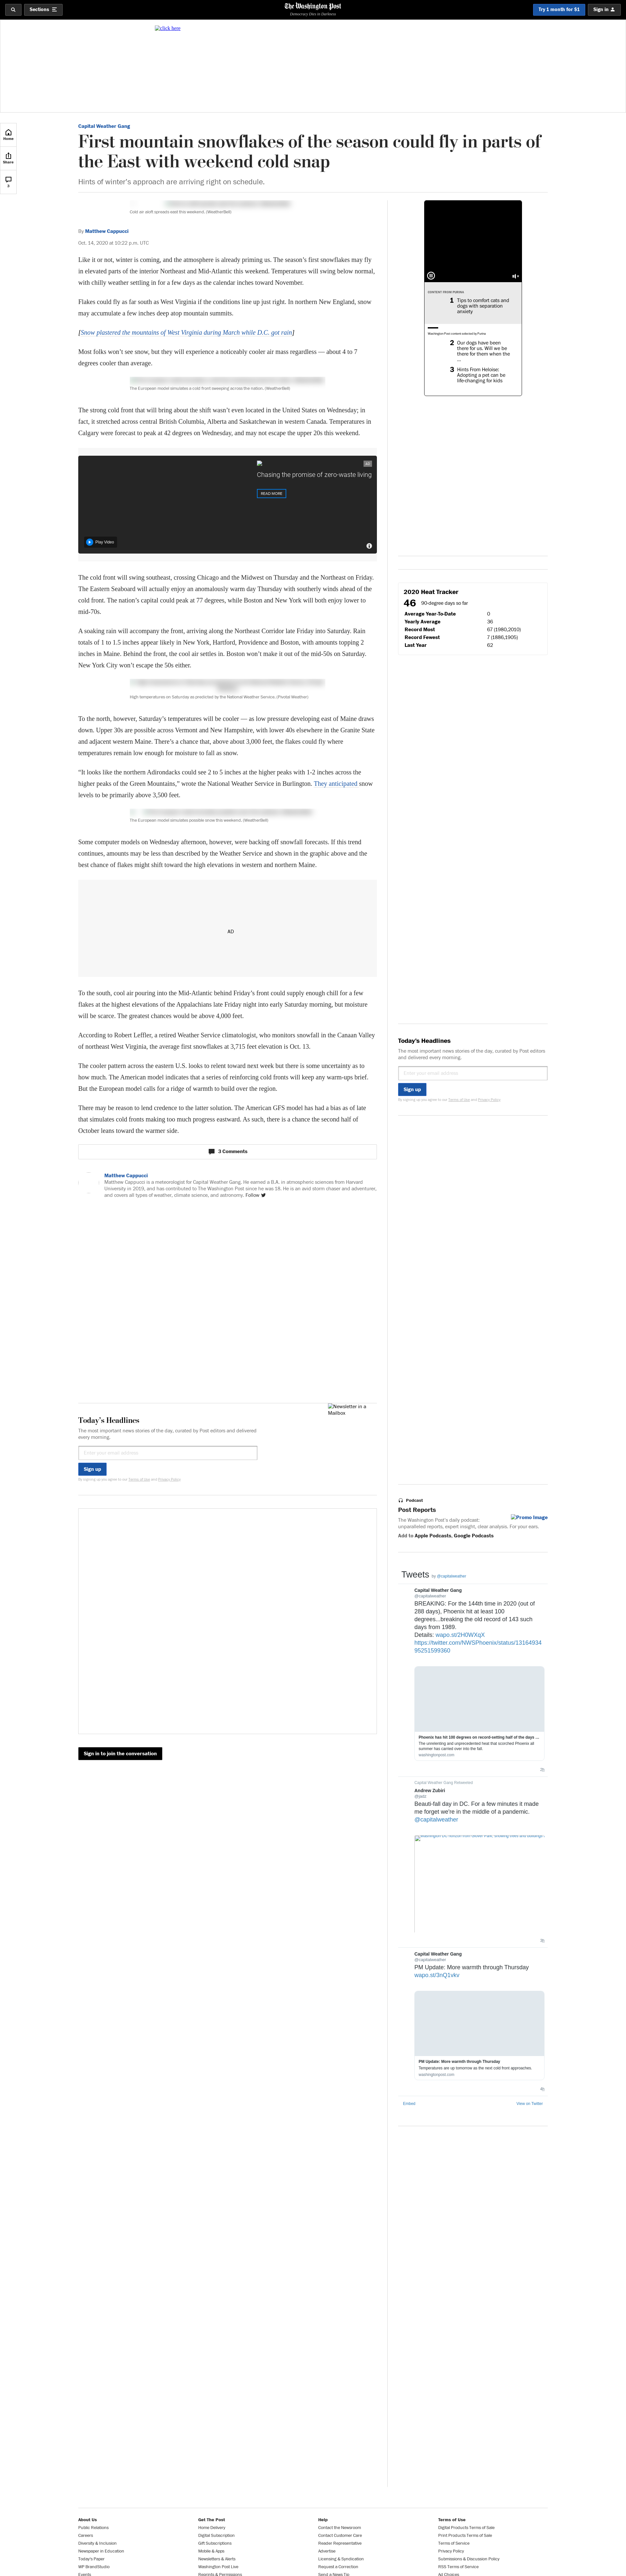 Sections
The Washington Post
Democracy Dies in Darkness
Try 1 month for $1
Sign in
click here
Home
Share
3
Capital Weather Gang
First mountain snowflakes of the season could fly in parts of
the East with weekend cold snap
Hints of winter's approach are arriving right on schedule.
Cold air aloft spreads east this weekend. (WeatherBell)
By Matthew Cappucci
Oct. 14, 2020 at 10:22 p.m. UTC
Like it or not, winter is coming, and the atmosphere is already priming us. The season's first snowflakes may fly
in elevated parts of the interior Northeast and Mid-Atlantic this weekend. Temperatures will swing below normal,
with chilly weather settling in for a few days as the calendar inches toward November.
Flakes could fly as far south as West Virginia if the conditions line up just right. In northern New England, snow
may accumulate a few inches deep atop mountain summits.
[Snow plastered the mountains of West Virginia during March while D.C. got rain]
Most folks won't see snow, but they will experience a noticeably cooler air mass regardless — about 4 to 7
degrees cooler than average.
The European model simulates a cold front sweeping across the nation. (WeatherBell)
The strong cold front that will bring about the shift wasn't even located in the United States on Wednesday; in
fact, it stretched across central British Columbia, Alberta and Saskatchewan in western Canada. Temperatures in
Calgary were forecast to peak at 42 degrees on Wednesday, and may not escape the upper 20s this weekend.
Chasing the promise of zero-waste living
AD
READ MORE
Play Video
The cold front will swing southeast, crossing Chicago and the Midwest on Thursday and the Northeast on Friday.
The Eastern Seaboard will actually enjoy an unseasonably warm day Thursday with southerly winds ahead of the
cold front. The nation's capital could peak at 77 degrees, while Boston and New York will both enjoy lower to
mid-70s.
A soaking rain will accompany the front, arriving along the Northeast Corridor late Friday into Saturday. Rain
totals of 1 to 1.5 inches appear likely in New York, Hartford, Providence and Boston, with amounts topping 2
inches in Maine. Behind the front, the cool air settles in. Boston won't make it out of the mid-50s on Saturday.
New York City won't escape the 50s either.
High temperatures on Saturday as predicted by the National Weather Service. (Pivotal Weather)
To the north, however, Saturday's temperatures will be cooler — as low pressure developing east of Maine draws
down. Upper 30s are possible across Vermont and New Hampshire, with lower 40s elsewhere in the Granite State
and adjacent western Maine. There's a chance that, above about 3,000 feet, the flakes could fly where
temperatures remain low enough for moisture to fall as snow.
"It looks like the northern Adirondacks could see 2 to 5 inches at the higher peaks with 1-2 inches across the
higher peaks of the Green Mountains," wrote the National Weather Service in Burlington. They anticipated snow
levels to be primarily above 3,500 feet.
The European model simulates possible snow this weekend. (WeatherBell)
Some computer models on Wednesday afternoon, however, were backing off snowfall forecasts. If this trend
continues, amounts may be less than described by the Weather Service and shown in the graphic above and the
best chance of flakes might shift toward the high elevations in western and northern Maine.
AD
To the south, cool air pouring into the Mid-Atlantic behind Friday's front could supply enough chill for a few
flakes at the highest elevations of the Appalachians late Friday night into early Saturday morning, but moisture
will be scarce. The greatest chances would be above 4,000 feet.
According to Robert Leffler, a retired Weather Service climatologist, who monitors snowfall in the Canaan Valley
of northeast West Virginia, the average first snowflakes at 3,715 feet elevation is Oct. 13.
The cooler pattern across the eastern U.S. looks to relent toward next week but there is some uncertainty as to
how much. The American model indicates that a series of reinforcing cold fronts will keep any warm-ups brief.
But the European model calls for a ridge of warmth to build over the region.
There may be reason to lend credence to the latter solution. The American GFS model has had a bias as of late
that simulates cold fronts making too much progress eastward. As such, there is a chance the second half of
October leans toward the warmer side.
3 Comments
Matthew Cappucci
Matthew Cappucci is a meteorologist for Capital Weather Gang. He earned a B.A. in atmospheric sciences from Harvard
University in 2019, and has contributed to The Washington Post since he was 18. He is an avid storm chaser and adventurer,
and covers all types of weather, climate science, and astronomy. Follow
Today's Headlines
The most important news stories of the day, curated by Post editors and delivered
every morning.
Enter your email address
Sign up
By signing up you agree to our Terms of Use and Privacy Policy
Newsletter in a
Mailbox
Sign in to join the conversation
CONTENT FROM PURINA
1 Tips to comfort cats and
dogs with separation
anxiety
Washington Post content selected by Purina
2 Our dogs have been
there for us. Will we be
there for them when the
...
3 Hints From Heloise:
Adopting a pet can be
life-changing for kids
2020 Heat Tracker
46 90-degree days so far
Average Year-To-Date 0
Yearly Average 36
Record Most 67 (1980,2010)
Record Fewest 7 (1886,1905)
Last Year 62
Today's Headlines
The most important news stories of the day, curated by Post editors
and delivered every morning.
Enter your email address
Sign up
By signing up you agree to our Terms of Use and Privacy Policy
Podcast
Post Reports
The Washington Post's daily podcast:
unparalleled reports, expert insight, clear analysis. For your ears.
Promo Image
Add to Apple Podcasts, Google Podcasts
Tweets by @capitalweather
Capital Weather Gang
@capitalweather
BREAKING: For the 144th time in 2020 (out of
288 days), Phoenix hit at least 100
degrees...breaking the old record of 143 such
days from 1989.
Details: wapo.st/2H0WXqX
https://twitter.com/NWSPhoenix/status/13164934
95251599360
Phoenix has hit 100 degrees on record-setting half of the days ...
The unrelenting and unprecedented heat that scorched Phoenix all
summer has carried over into the fall.
washingtonpost.com
Capital Weather Gang Retweeted
Andrew Zubiri
Beauti-fall day in DC. For a few minutes it made
me forget we're in the middle of a pandemic.
@capitalweather
Capital Weather Gang
@capitalweather
PM Update: More warmth through Thursday
wapo.st/3nQ1vkv
PM Update: More warmth through Thursday
Temperatures are up tomorrow as the next cold front approaches.
washingtonpost.com
Embed
View on Twitter
About Us
Public Relations
Careers
Diversity & Inclusion
Newspaper in Education
Today's Paper
WP BrandStudio
Events
Get The Post
Home Delivery
Digital Subscription
Gift Subscriptions
Mobile & Apps
Newsletters & Alerts
Washington Post Live
Reprints & Permissions
Help
Contact the Newsroom
Contact Customer Care
Reader Representative
Advertise
Licensing & Syndication
Request a Correction
Send a News Tip
Terms of Use
Digital Products Terms of Sale
Print Products Terms of Sale
Terms of Service
Privacy Policy
Submissions & Discussion Policy
RSS Terms of Service
Ad Choices